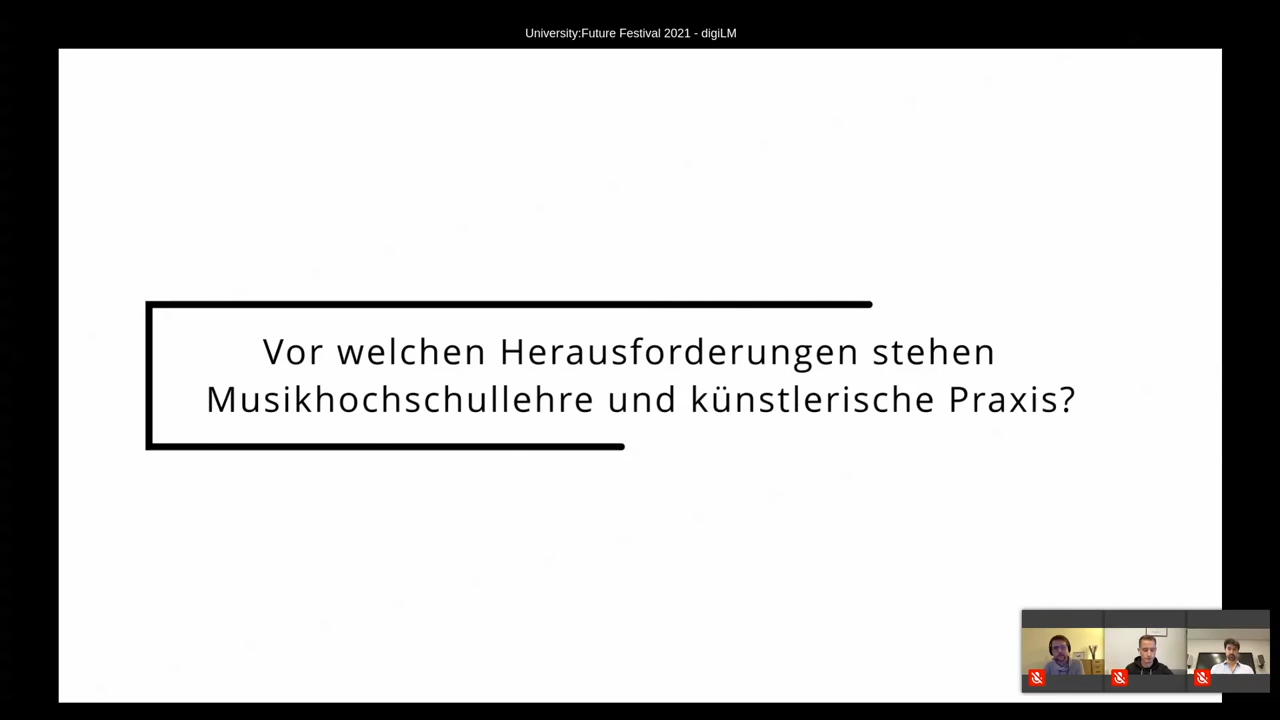 University:Future Festival 2021 - digiLM
Vor welchen Herausforderungen stehen
Musikhochschullehre und künstlerische Praxis?